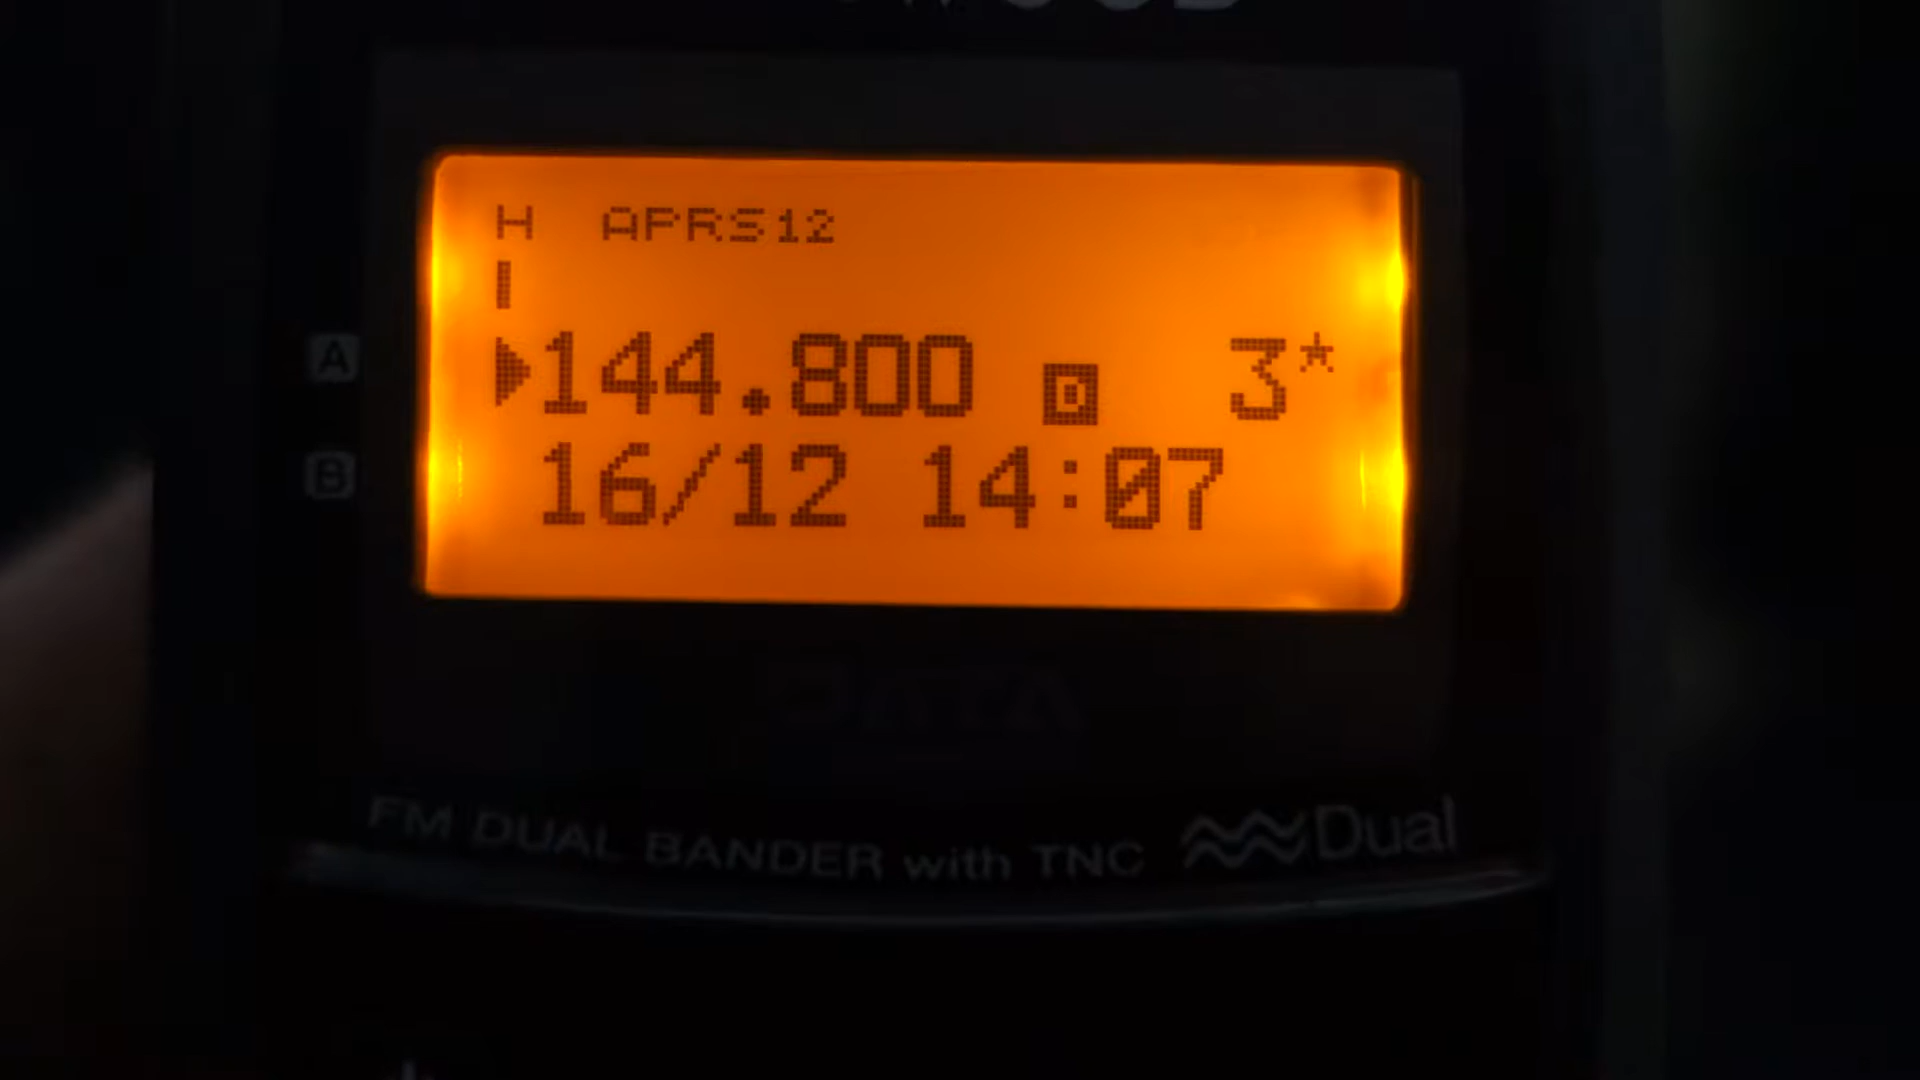 H APRS12
A ▶144.800 D 3*
B 16/12 14:07
FM DUAL BANDER with TNC Dual